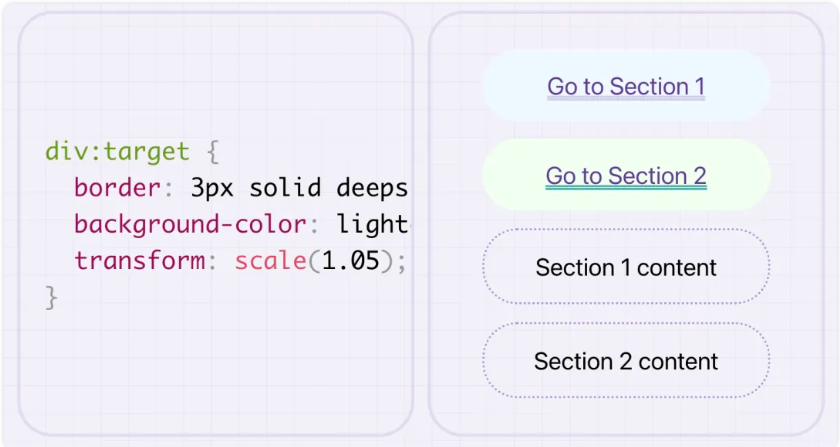 div:target {
border: 3px solid deeps
background-color: light
transform: scale(1.05);
}
Go to Section 1
Go to Section 2
Section 1 content
Section 2 content